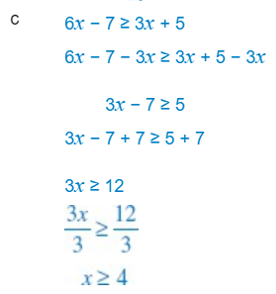 c 6x − 7 ≥ 3x + 5
6x − 7 − 3x ≥ 3x + 5 − 3x
3x − 7 ≥ 5
3x − 7 + 7 ≥ 5 + 7
3x ≥ 12
3x/3 ≥ 12/3
x ≥ 4